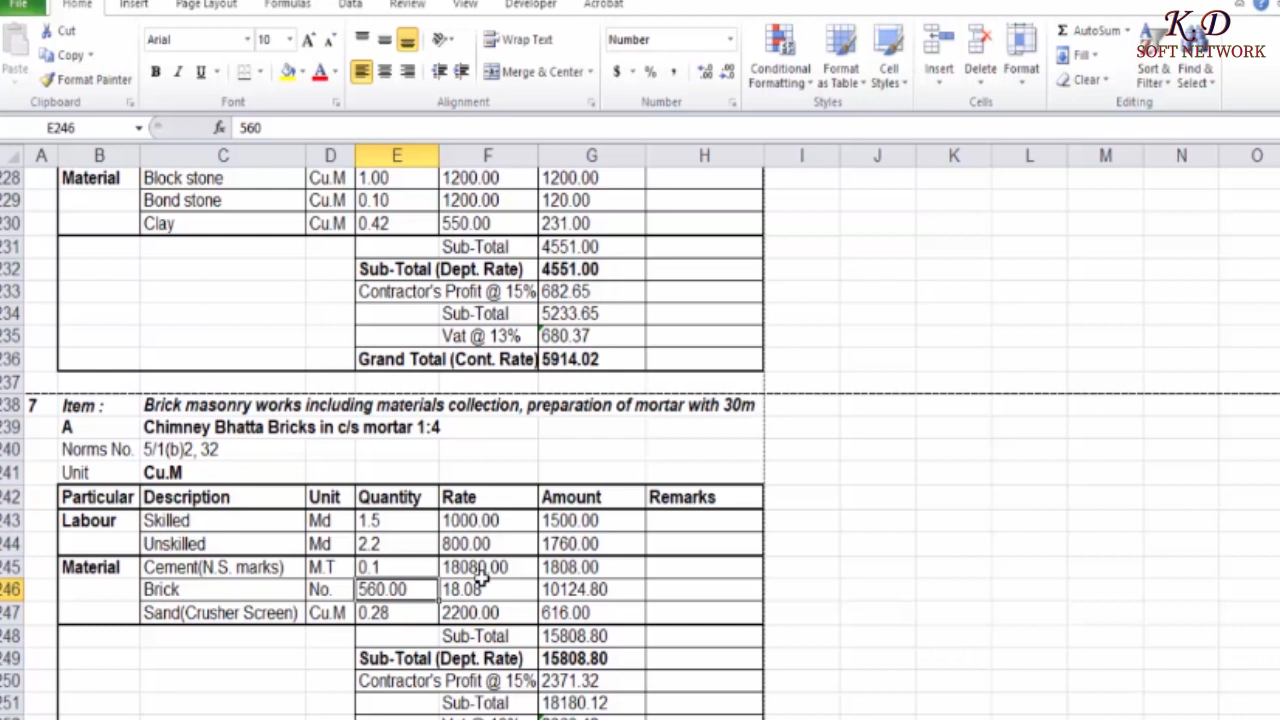 File Home Insert Page Layout Formulas Data Review View Developer Acrobat
K D
SOFT NETWORK
Cut
Copy
Format Painter
Paste
Clipboard
Arial 10
B I U
Font
Wrap Text
Merge & Center
Alignment
Number
$ % ,
Number
Conditional Formatting
Format as Table
Cell Styles
Styles
Insert Delete Format
Cells
Σ AutoSum
Fill
Clear
Sort & Filter
Find & Select
Editing
E246 fx 560
A B C D E F G H I J K L M N O
228 Material Block stone Cu.M 1.00 1200.00 1200.00
229 Bond stone Cu.M 0.10 1200.00 120.00
230 Clay Cu.M 0.42 550.00 231.00
231 Sub-Total 4551.00
232 Sub-Total (Dept. Rate) 4551.00
233 Contractor's Profit @ 15% 682.65
234 Sub-Total 5233.65
235 Vat @ 13% 680.37
236 Grand Total (Cont. Rate) 5914.02
237
238 7 Item : Brick masonry works including materials collection, preparation of mortar with 30m
239 A Chimney Bhatta Bricks in c/s mortar 1:4
240 Norms No. 5/1(b)2, 32
241 Unit Cu.M
242 Particular Description Unit Quantity Rate Amount Remarks
243 Labour Skilled Md 1.5 1000.00 1500.00
244 Unskilled Md 2.2 800.00 1760.00
245 Material Cement(N.S. marks) M.T 0.1 18080.00 1808.00
246 Brick No. 560.00 18.08 10124.80
247 Sand(Crusher Screen) Cu.M 0.28 2200.00 616.00
248 Sub-Total 15808.80
249 Sub-Total (Dept. Rate) 15808.80
250 Contractor's Profit @ 15% 2371.32
251 Sub-Total 18180.12